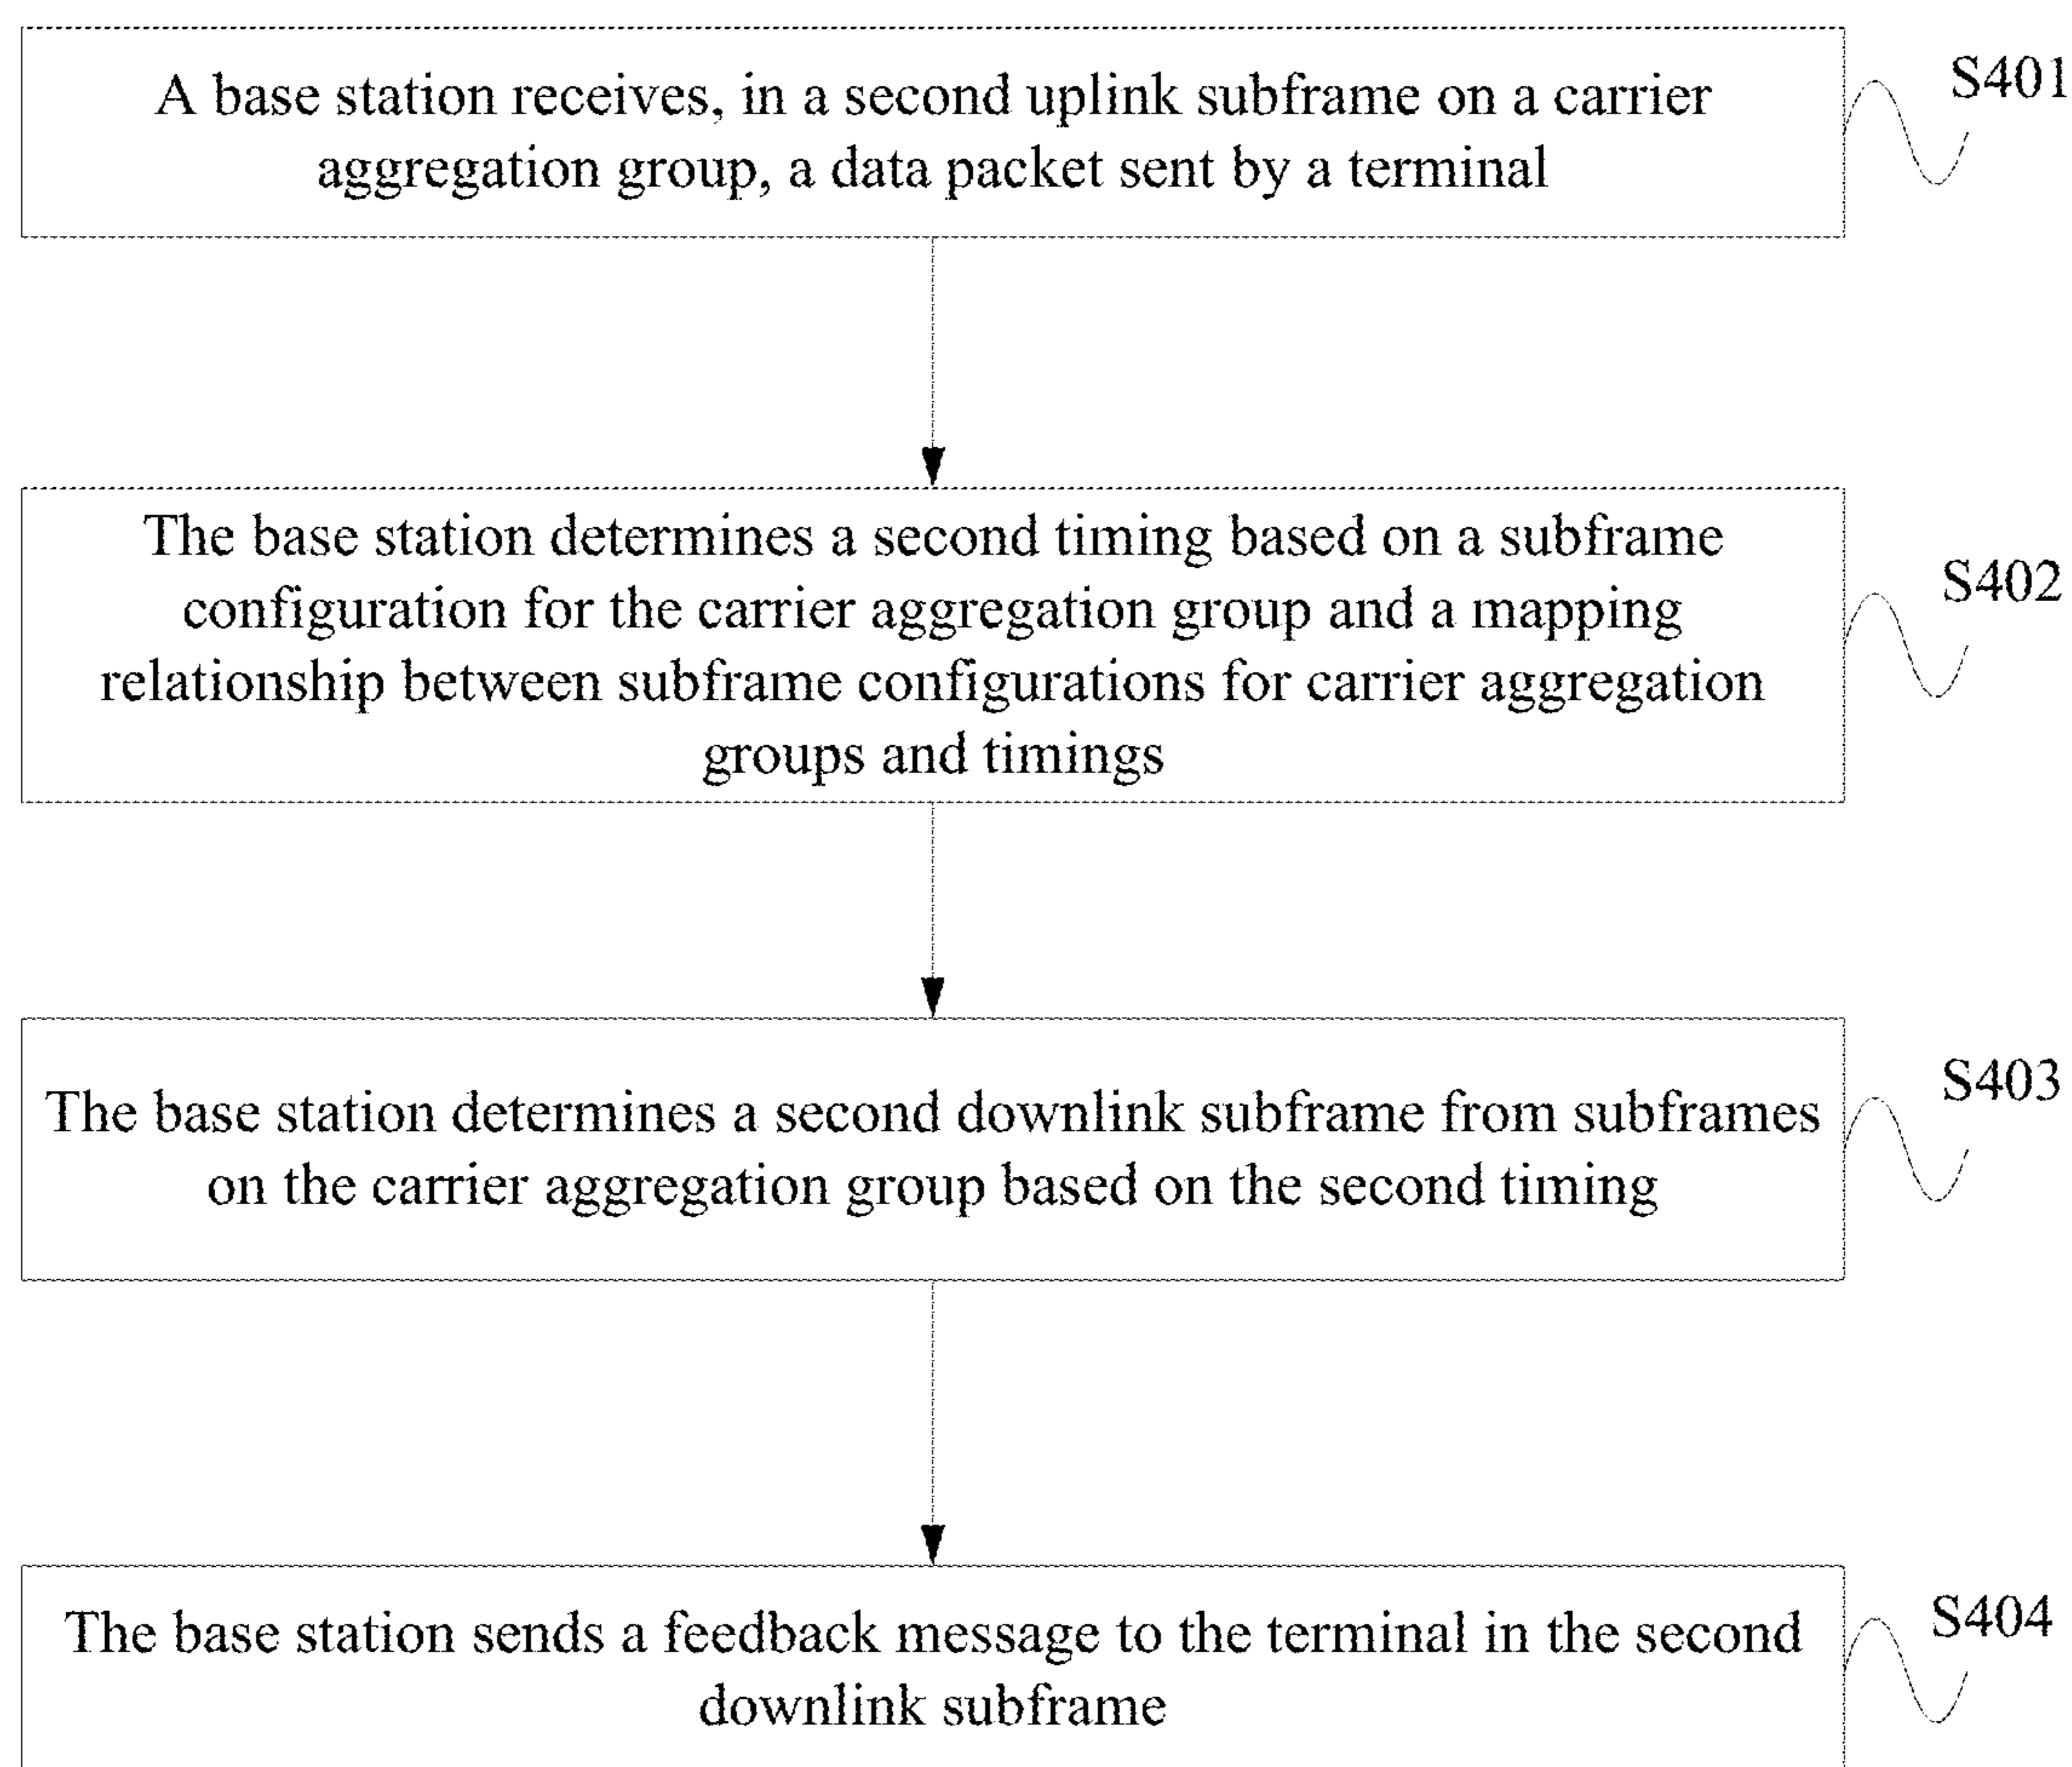 A base station receives, in a second uplink subframe on a carrier
aggregation group, a data packet sent by a terminal
S401
The base station determines a second timing based on a subframe
configuration for the carrier aggregation group and a mapping
relationship between subframe configurations for carrier aggregation
groups and timings
S402
The base station determines a second downlink subframe from subframes
on the carrier aggregation group based on the second timing
S403
The base station sends a feedback message to the terminal in the second
downlink subframe
S404